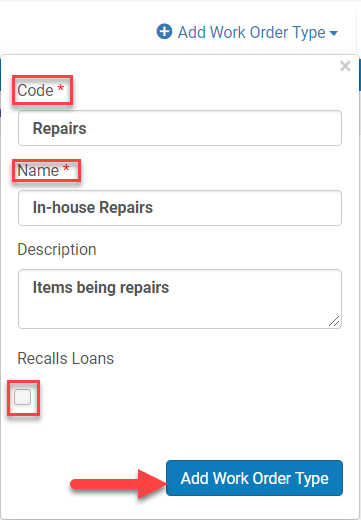 Add Work Order Type
×
Code *
Repairs
Name *
In-house Repairs
Description
Items being repairs
Recalls Loans
Add Work Order Type